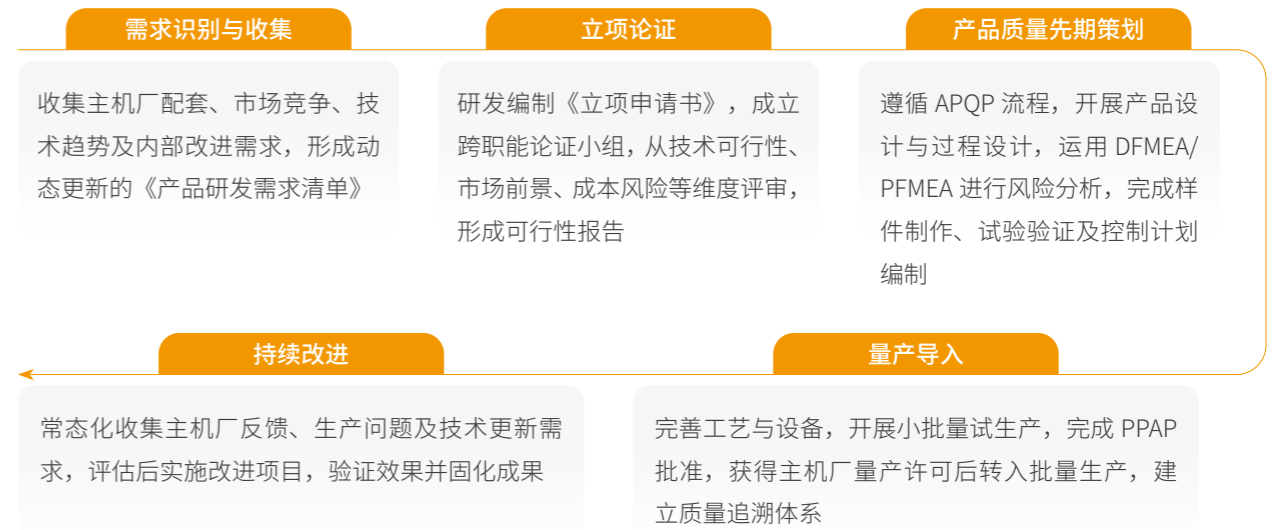 需求识别与收集
收集主机厂配套、市场竞争、技
术趋势及内部改进需求，形成动
态更新的《产品研发需求清单》
立项论证
研发编制《立项申请书》，成立
跨职能论证小组，从技术可行性、
市场前景、成本风险等维度评审，
形成可行性报告
产品质量先期策划
遵循 APQP 流程，开展产品设
计与过程设计，运用 DFMEA/
PFMEA 进行风险分析，完成样
件制作、试验验证及控制计划
编制
量产导入
完善工艺与设备，开展小批量试生产，完成 PPAP
批准，获得主机厂量产许可后转入批量生产，建
立质量追溯体系
持续改进
常态化收集主机厂反馈、生产问题及技术更新需
求，评估后实施改进项目，验证效果并固化成果